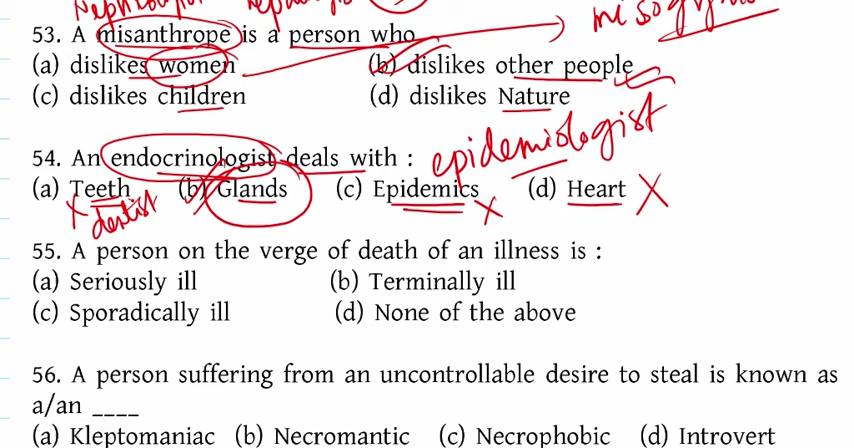 53. A misanthrope is a person who
(a) dislikes women (b) dislikes other people
(c) dislikes children (d) dislikes Nature
epidemiologist
54. An endocrinologist deals with :
(a) Teeth (b) Glands (c) Epidemics (d) Heart
dentist
55. A person on the verge of death of an illness is :
(a) Seriously ill (b) Terminally ill
(c) Sporadically ill (d) None of the above
56. A person suffering from an uncontrollable desire to steal is known as
a/an ____
(a) Kleptomaniac (b) Necromantic (c) Necrophobic (d) Introvert